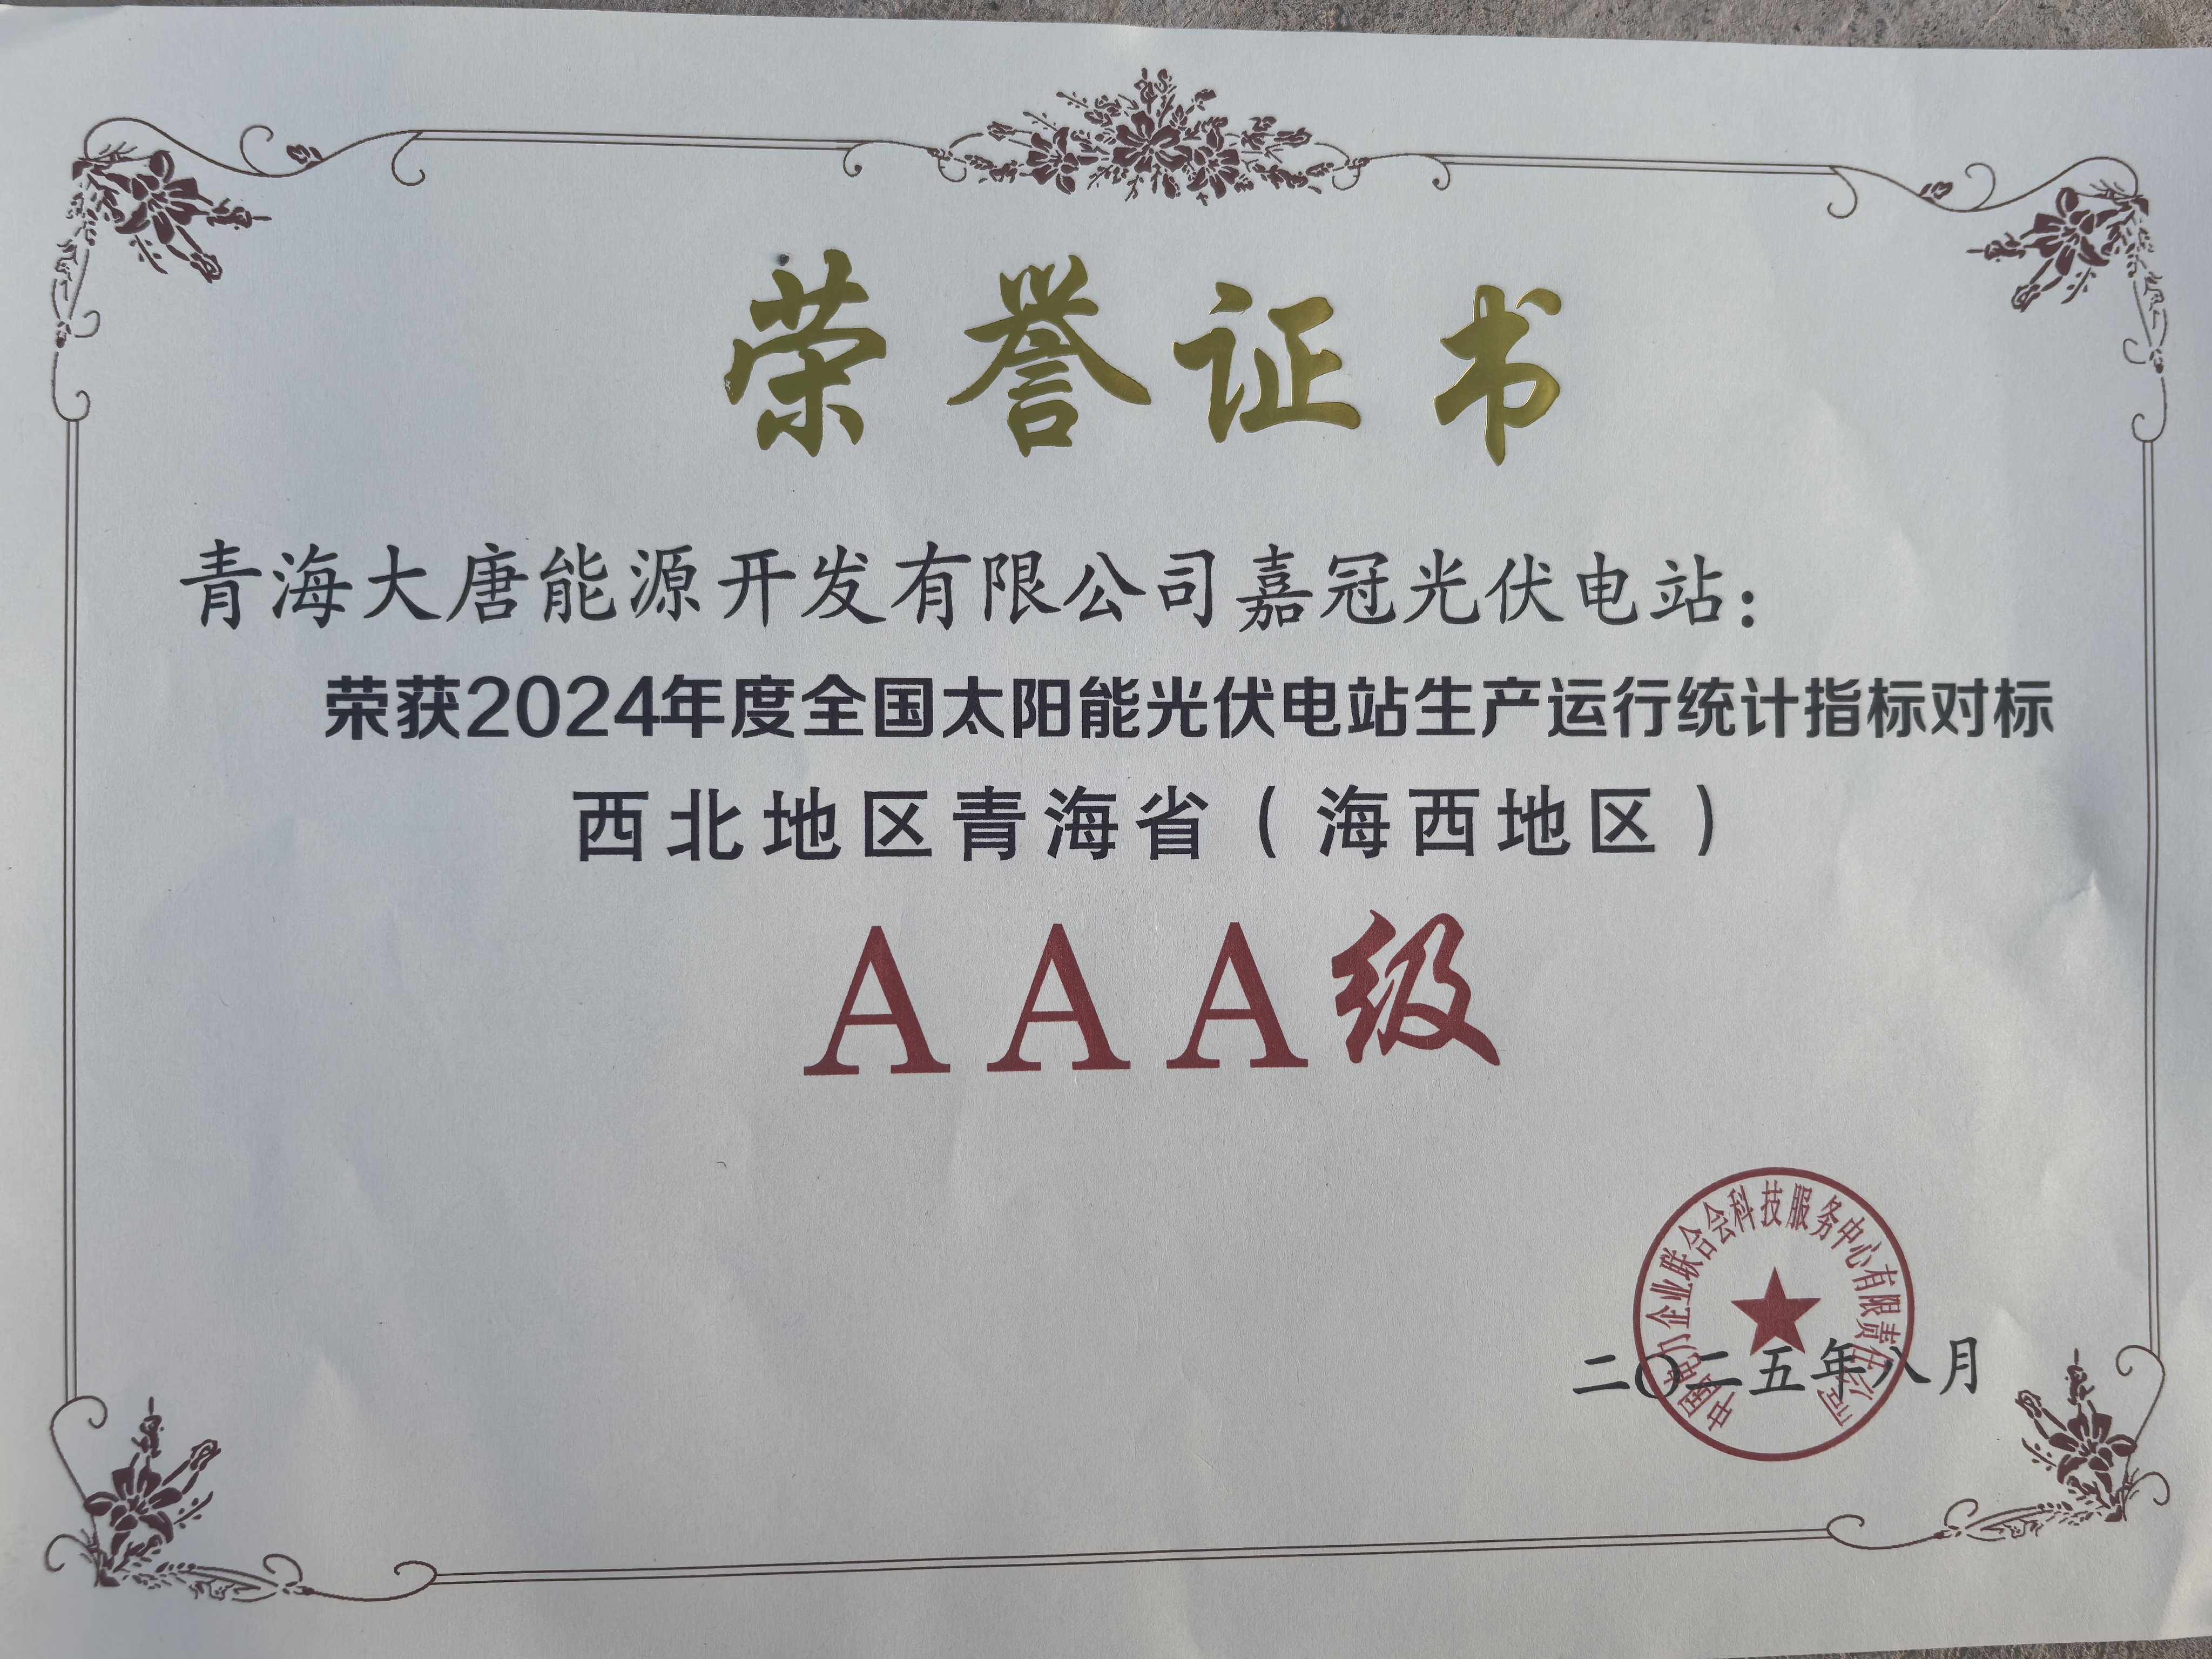 荣誉证书
青海大唐能源开发有限公司嘉冠光伏电站：
荣获2024年度全国太阳能光伏电站生产运行统计指标对标
西北地区青海省（海西地区）
AAA级
中国电力企业联合会科技服务中心有限责任公司
二〇二五年八月